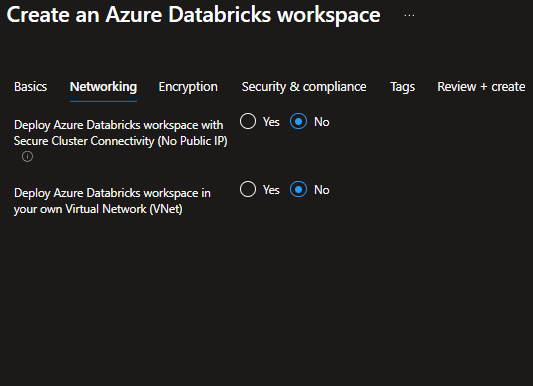 Create an Azure Databricks workspace ...
Basics Networking Encryption Security & compliance Tags Review + create
Deploy Azure Databricks workspace with Yes No
Secure Cluster Connectivity (No Public IP)
Deploy Azure Databricks workspace in Yes No
your own Virtual Network (VNet)